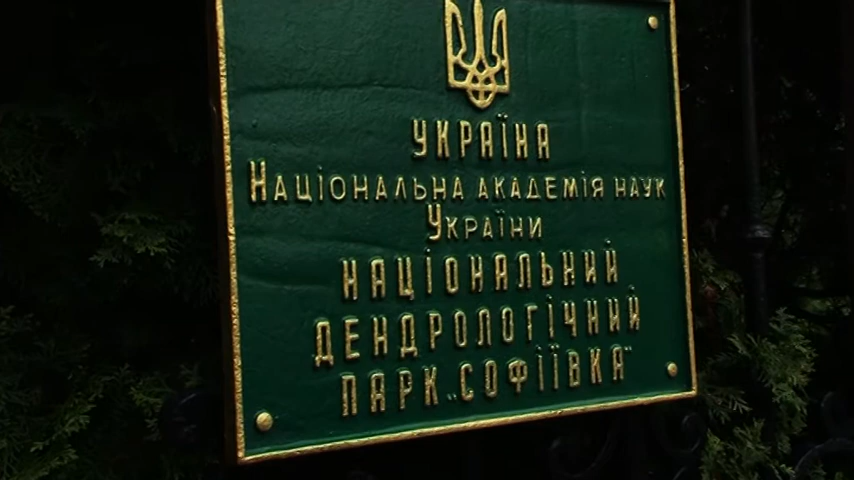 УКРАЇНА
НАЦІОНАЛЬНА АКАДЕМІЯ НАУК
УКРАЇНИ
НАЦІОНАЛЬНИЙ
ДЕНДРОЛОГІЧНИЙ
ПАРК „СОФІЇВКА"